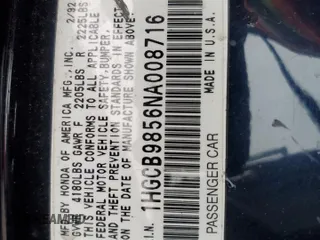 MFD.BY HONDA OF AMERICA MFG.,INC. 2/92
GVWR 4180LBS GAWR F 2205LBS R 2225LBS
THIS VEHICLE CONFORMS TO ALL APPLICABLE
FEDERAL MOTOR VEHICLE SAFETY,BUMPER,
AND THEFT PREVENTION STANDARDS IN
EFFECT ON THE DATE OF MANUFACTURE SHOWN ABOVE.
V.I.N. 1HGCB9856NA008716
PASSENGER CAR MADE IN U.S.A.